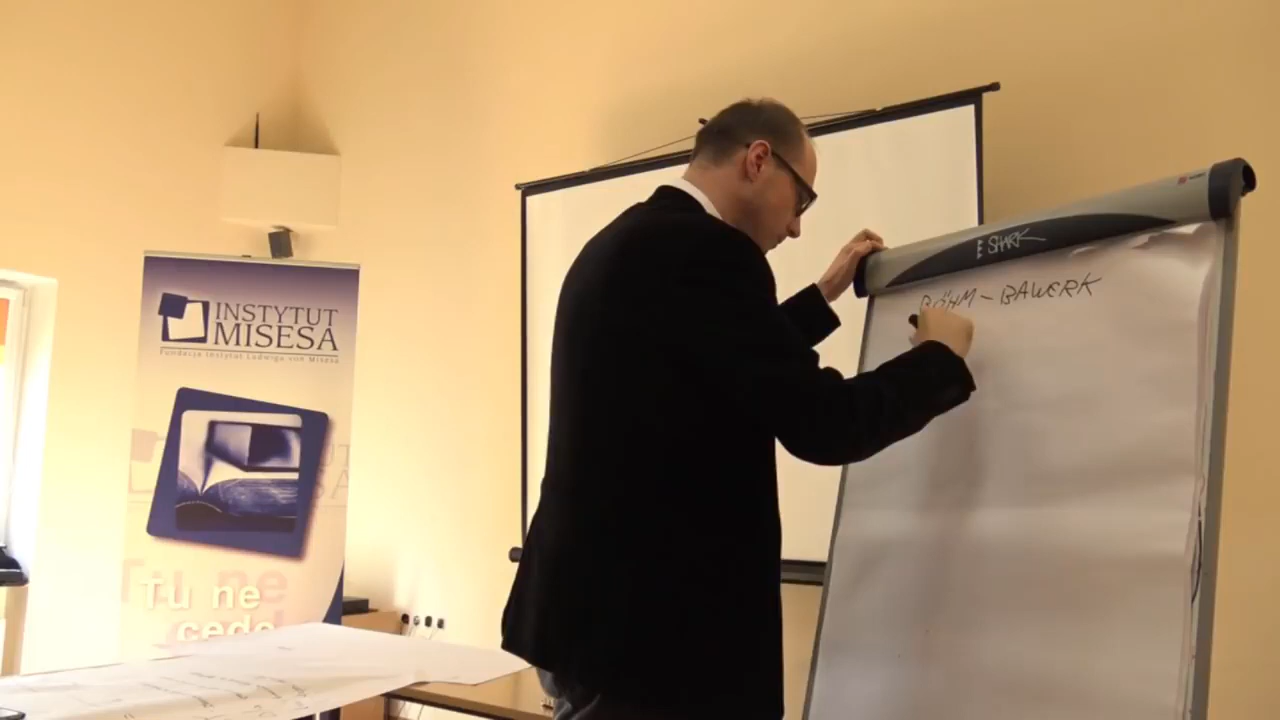 INSTYTUT
MISESA
Fundacja Instytut Ludwiga von Misesa
Tu ne
cede
E SHARK
BÖHM-BAWERK